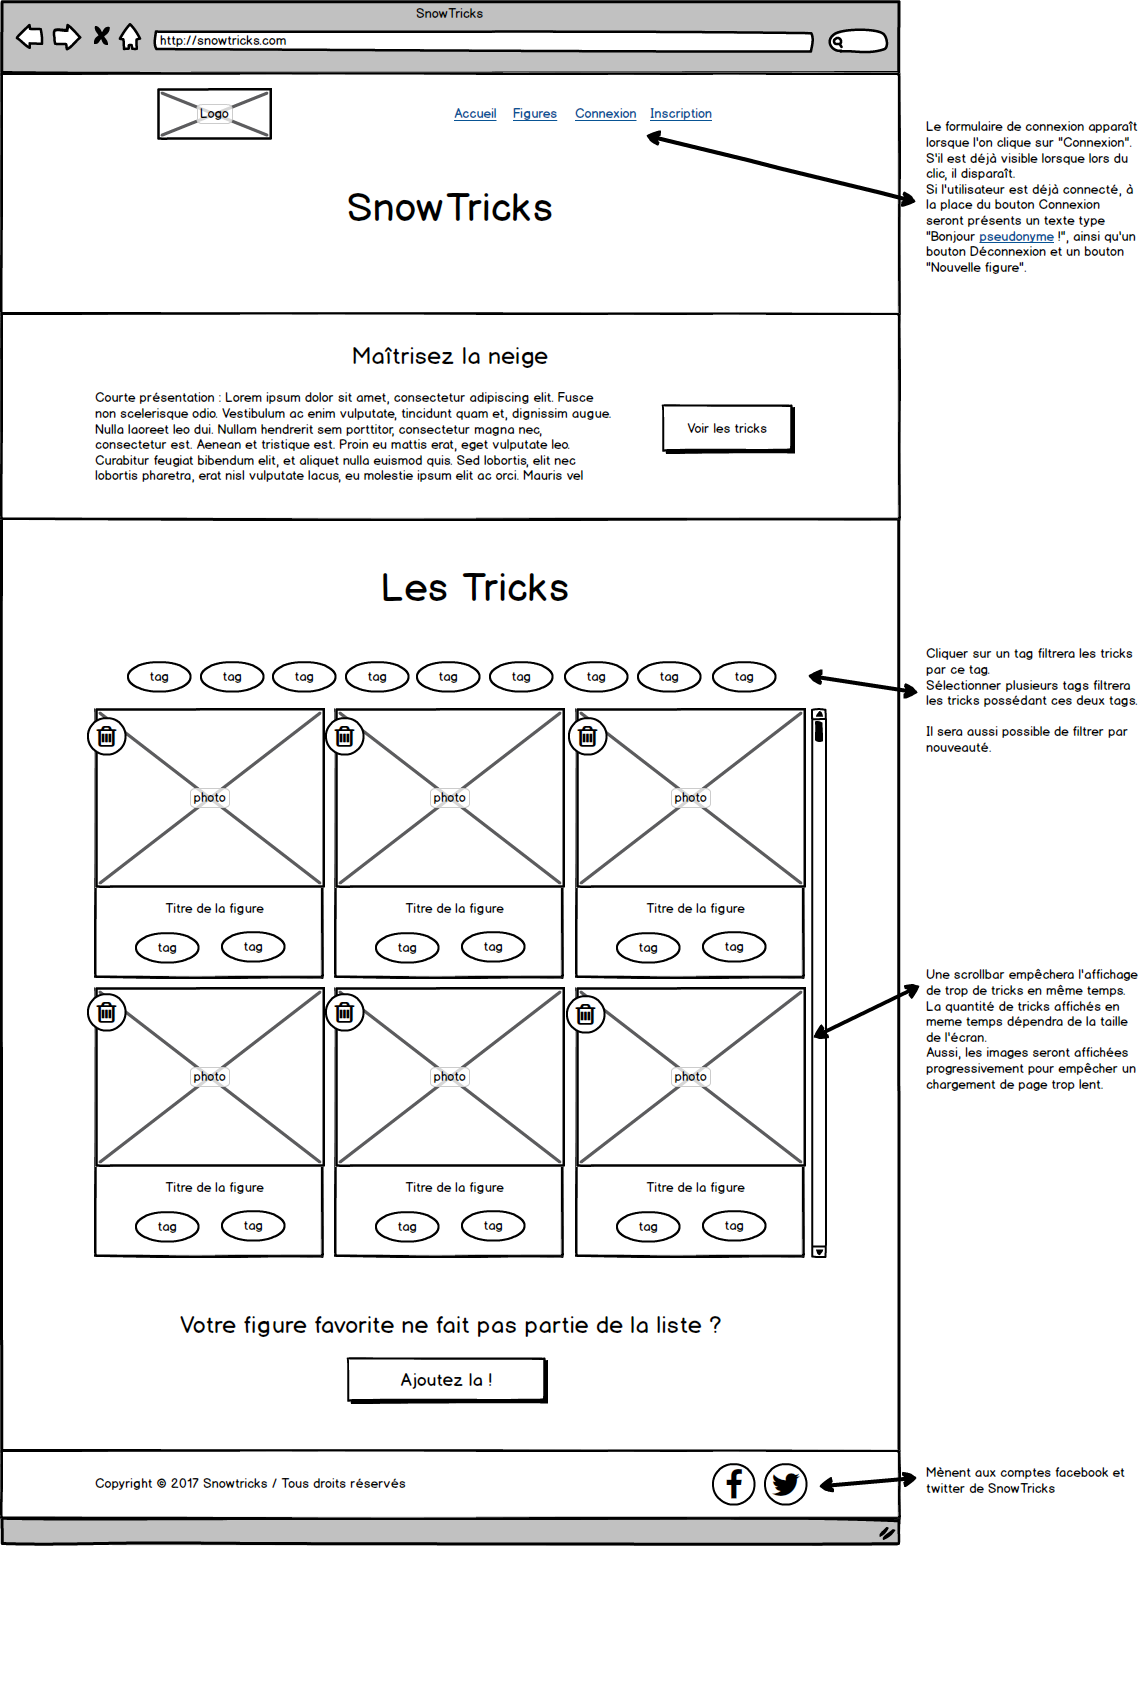 SnowTricks
http://snowtricks.com
Logo
Accueil Figures Connexion Inscription
Le formulaire de connexion apparaît
lorsque l'on clique sur "Connexion".
S'il est déjà visible lorsque lors du
clic, il disparaît.
Si l'utilisateur est déjà connecté, à
la place du bouton Connexion
seront présents un texte type
"Bonjour pseudonyme !", ainsi qu'un
bouton Déconnexion et un bouton
"Nouvelle figure".
SnowTricks
Maîtrisez la neige
Courte présentation : Lorem ipsum dolor sit amet, consectetur adipiscing elit. Fusce
non scelerisque odio. Vestibulum ac enim vulputate, tincidunt quam et, dignissim augue.
Nulla laoreet leo dui. Nullam hendrerit sem porttitor, consectetur magna nec,
consectetur est. Aenean et tristique est. Proin eu mattis erat, eget vulputate leo.
Curabitur feugiat bibendum elit, et aliquet nulla euismod quis. Sed lobortis, elit nec
lobortis pharetra, erat nisl vulputate lacus, eu molestie ipsum elit ac orci. Mauris vel
Voir les tricks
Les Tricks
tag tag tag tag tag tag tag tag tag
Cliquer sur un tag filtrera les tricks
par ce tag.
Sélectionner plusieurs tags filtrera
les tricks possédant ces deux tags.
Il sera aussi possible de filtrer par
nouveauté.
photo photo photo
Titre de la figure Titre de la figure Titre de la figure
tag tag tag tag tag tag
Une scrollbar empêchera l'affichage
de trop de tricks en même temps.
La quantité de tricks affichés en
meme temps dépendra de la taille
de l'écran.
Aussi, les images seront affichées
progressivement pour empêcher un
chargement de page trop lent.
photo photo photo
Titre de la figure Titre de la figure Titre de la figure
tag tag tag tag tag tag
Votre figure favorite ne fait pas partie de la liste ?
Ajoutez la !
Copyright © 2017 Snowtricks / Tous droits réservés
Mènent aux comptes facebook et
twitter de SnowTricks